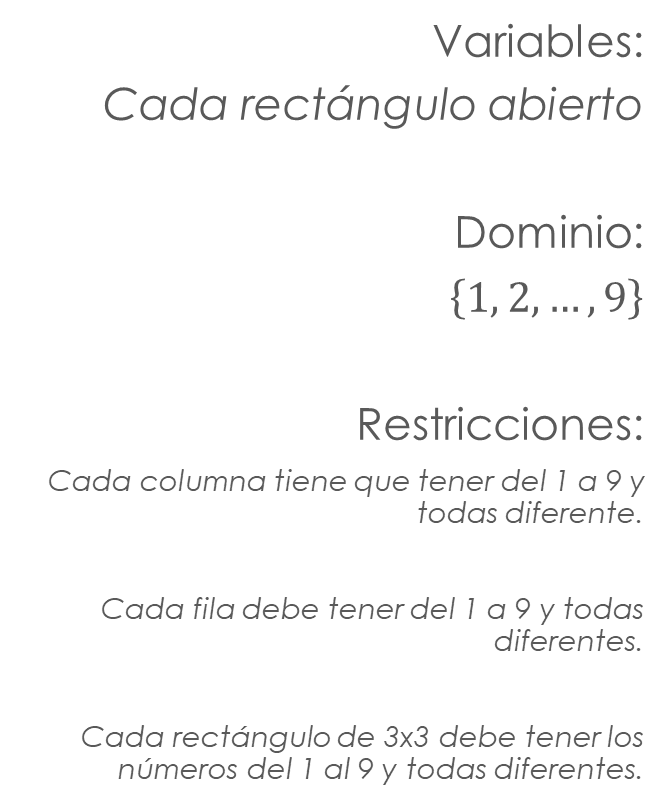 Variables:
Cada rectángulo abierto
Dominio:
{1, 2, … , 9}
Restricciones:
Cada columna tiene que tener del 1 a 9 y
todas diferente.
Cada fila debe tener del 1 a 9 y todas
diferentes.
Cada rectángulo de 3x3 debe tener los
números del 1 al 9 y todas diferentes.